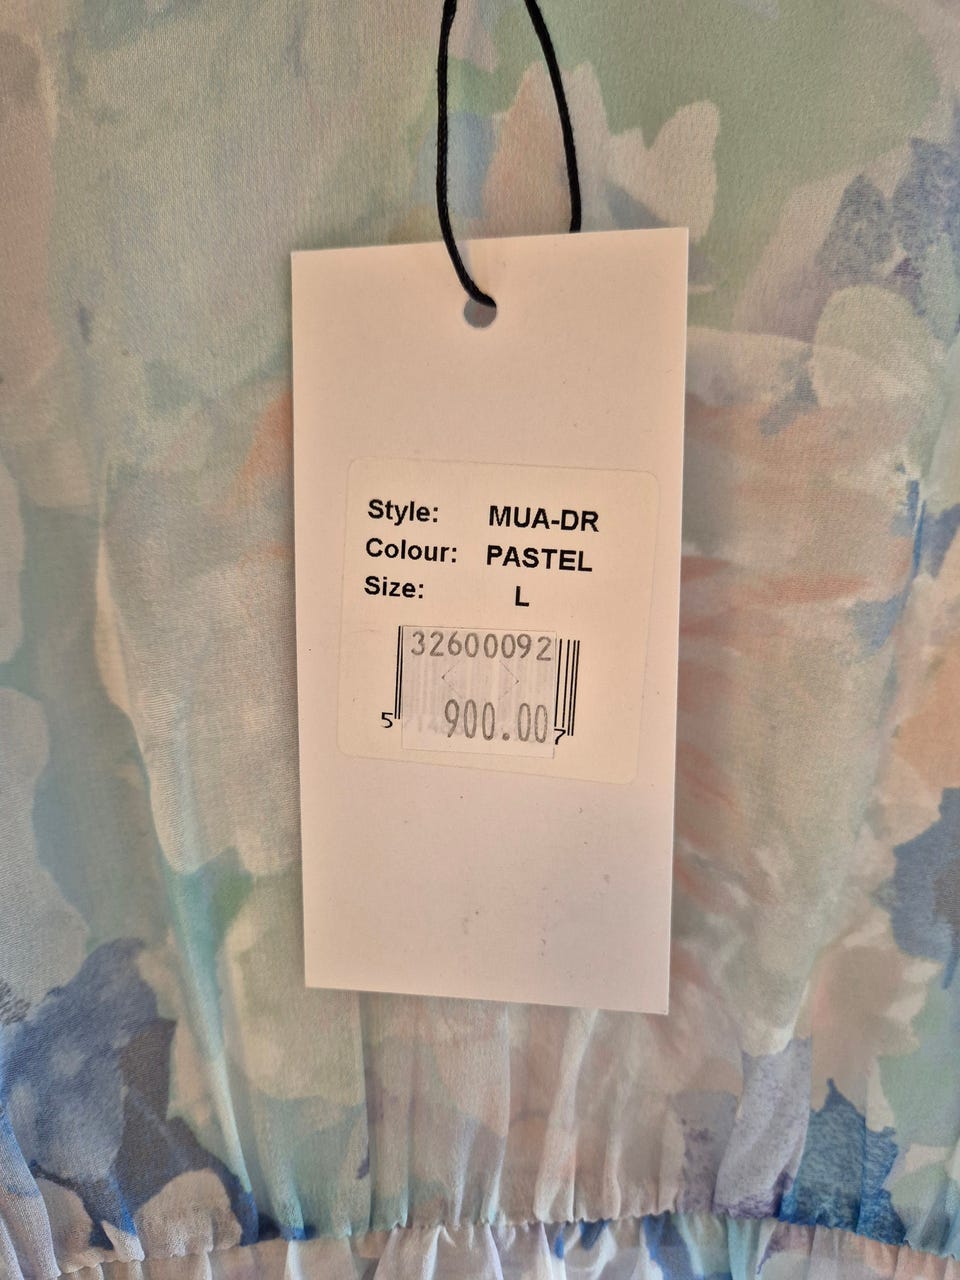 Style: MUA-DR
Colour: PASTEL
Size: L
32600092
5 900.00 7